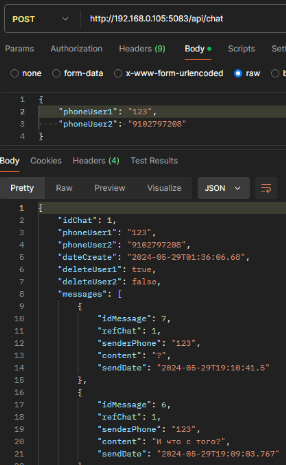 POST http://192.168.0.105:5083/api/chat
Params Authorization Headers (9) Body Scripts
none form-data x-www-form-urlencoded raw
1 {
2 "phoneUser1": "123",
3 "phoneUser2": "9102797208"
4 }
Body Cookies Headers (4) Test Results
Pretty Raw Preview Visualize JSON
1 {
2 "idChat": 1,
3 "phoneUser1": "123",
4 "phoneUser2": "9102797208",
5 "dateCreate": "2024-05-29T01:36:06.68",
6 "deleteUser1": true,
7 "deleteUser2": false,
8 "messages": [
9 {
10 "idMessage": 7,
11 "refChat": 1,
12 "senderPhone": "123",
13 "content": "?",
14 "sendDate": "2024-05-29T19:10:41.5"
15 },
16 {
17 "idMessage": 6,
18 "refChat": 1,
19 "senderPhone": "123",
20 "content": "И что с того?",
21 "sendDate": "2024-05-29T19:09:03.767"